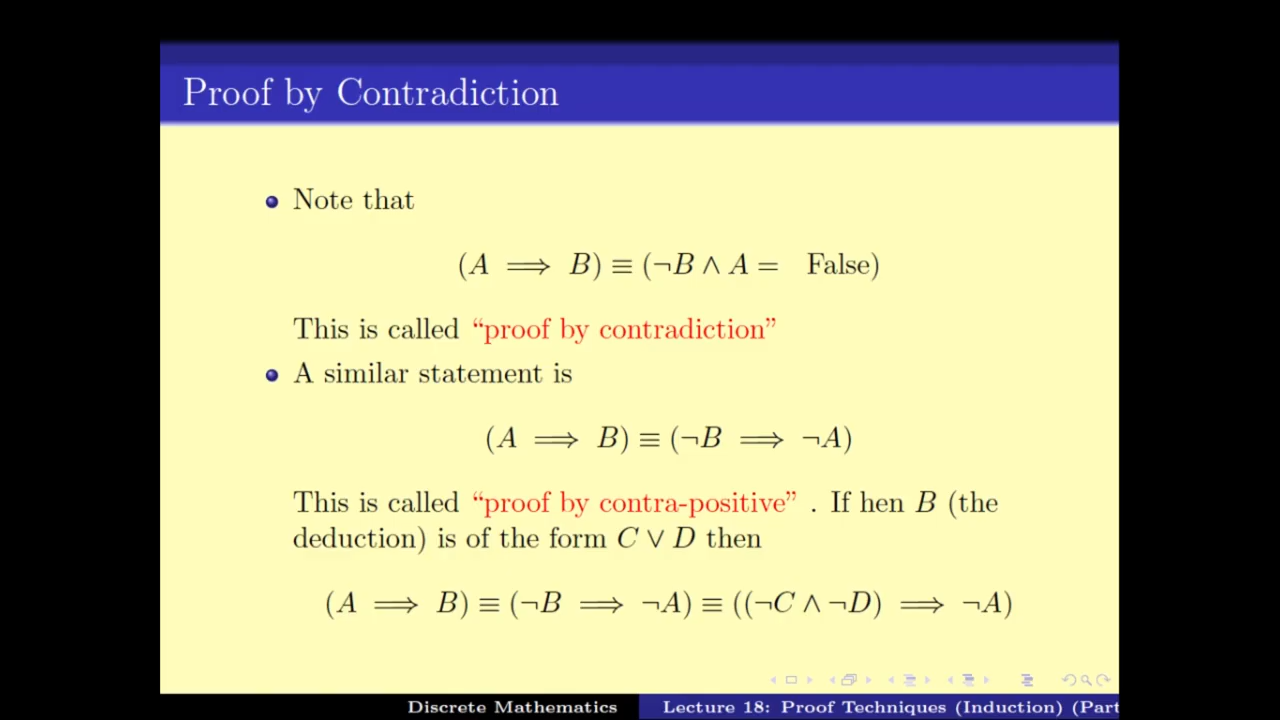 Proof by Contradiction
Note that
(A ⟹ B) ≡ (¬B ∧ A = False)
This is called “proof by contradiction”
A similar statement is
(A ⟹ B) ≡ (¬B ⟹ ¬A)
This is called “proof by contra-positive” . If hen B (the
deduction) is of the form C ∨ D then
(A ⟹ B) ≡ (¬B ⟹ ¬A) ≡ ((¬C ∧ ¬D) ⟹ ¬A)
Discrete Mathematics Lecture 18: Proof Techniques (Induction) (Part